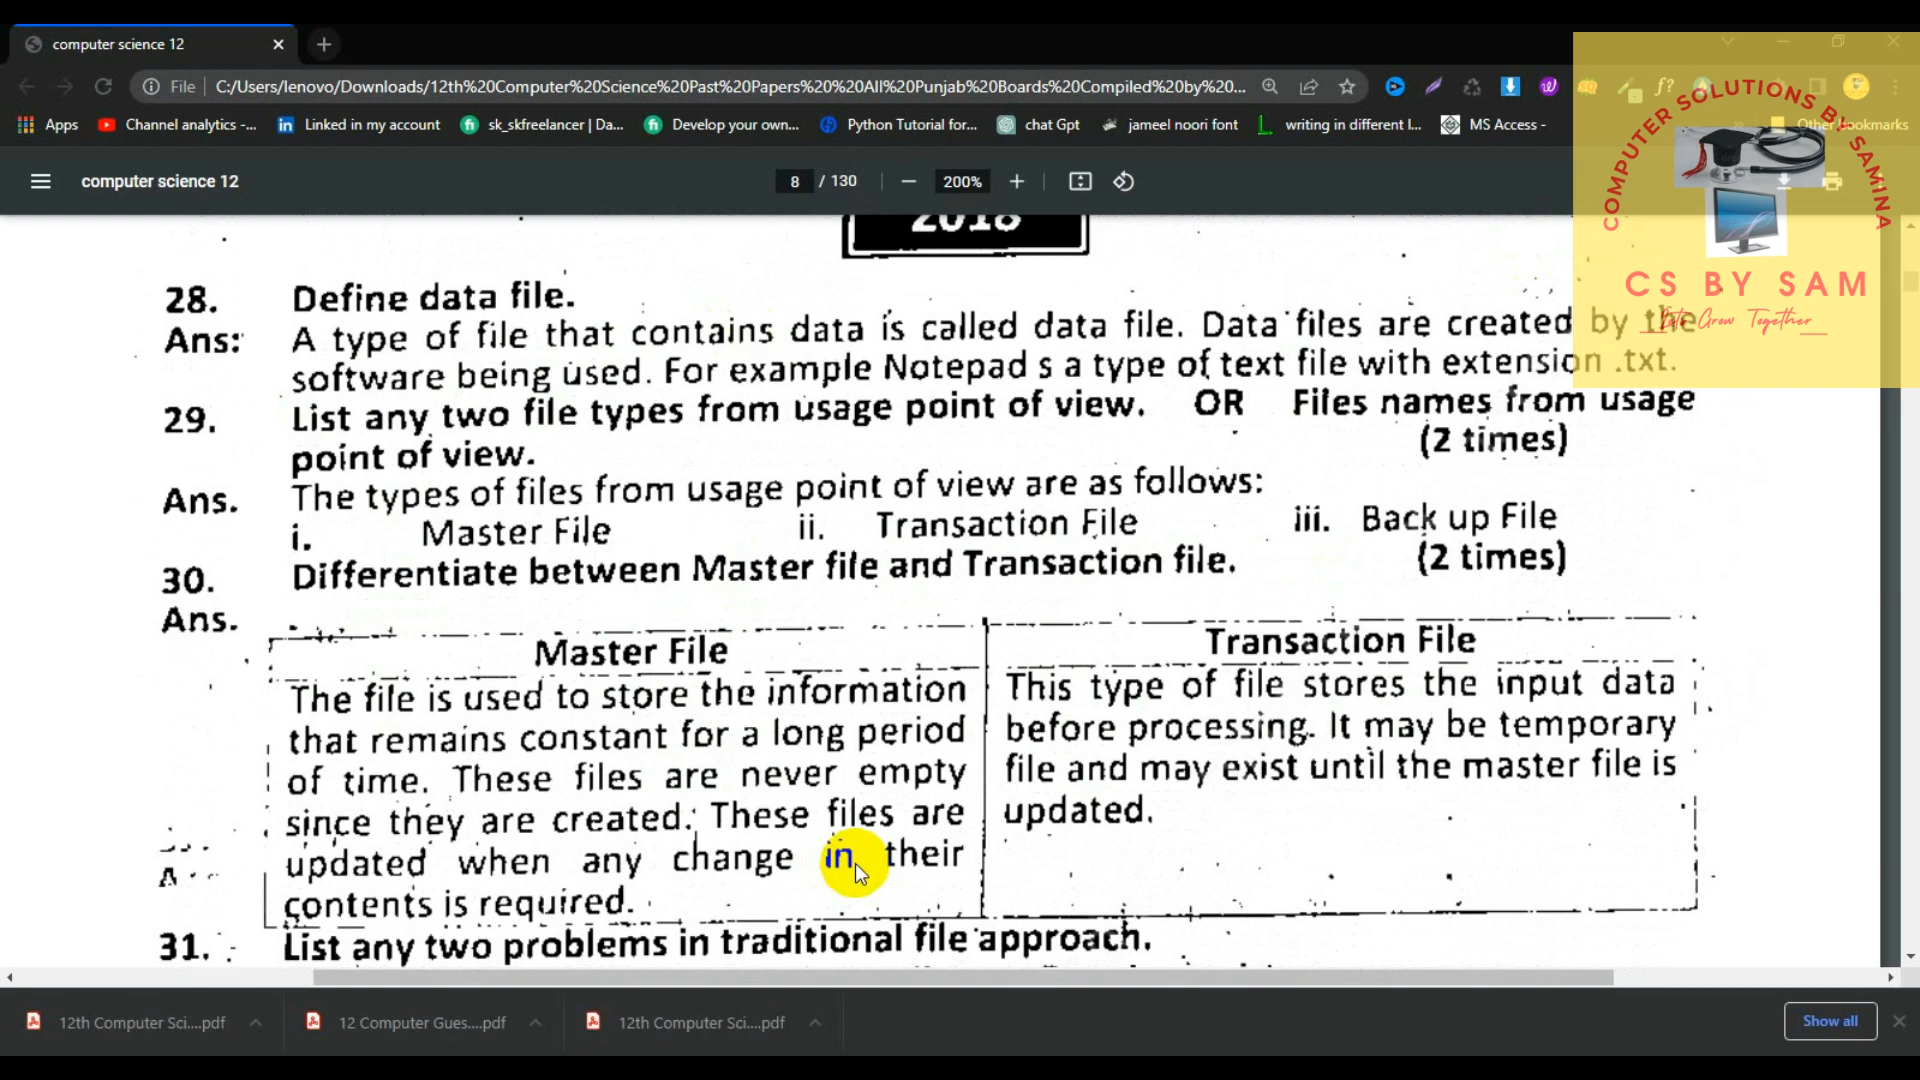 computer science 12
File
C:/Users/lenovo/Downloads/12th%20Computer%20Science%20Past%20Papers%20%20All%20Punjab%20Boards%20Compiled%20by%20...
Apps
Channel analytics -...
Linked in my account
sk_skfreelancer | Da...
Develop your own...
Python Tutorial for...
chat Gpt
jameel noori font
writing in different l...
MS Access -
Other bookmarks
computer science 12
8 / 130
200%
COMPUTER SOLUTIONS BY SAMINA
CS BY SAM
Lets Grow Together
2018
28. Define data file.
Ans: A type of file that contains data is called data file. Data files are created by the
software being used. For example Notepad s a type of text file with extension .txt.
29. List any two file types from usage point of view. OR Files names from usage
point of view. (2 times)
Ans. The types of files from usage point of view are as follows:
i. Master File ii. Transaction File iii. Back up File
30. Differentiate between Master file and Transaction file. (2 times)
Ans.
Master File
The file is used to store the information
that remains constant for a long period
of time. These files are never empty
since they are created. These files are
updated when any change in their
contents is required.
Transaction File
This type of file stores the input data
before processing. It may be temporary
file and may exist until the master file is
updated.
31. List any two problems in traditional file approach.
12th Computer Sci....pdf
12 Computer Gues....pdf
12th Computer Sci....pdf
Show all